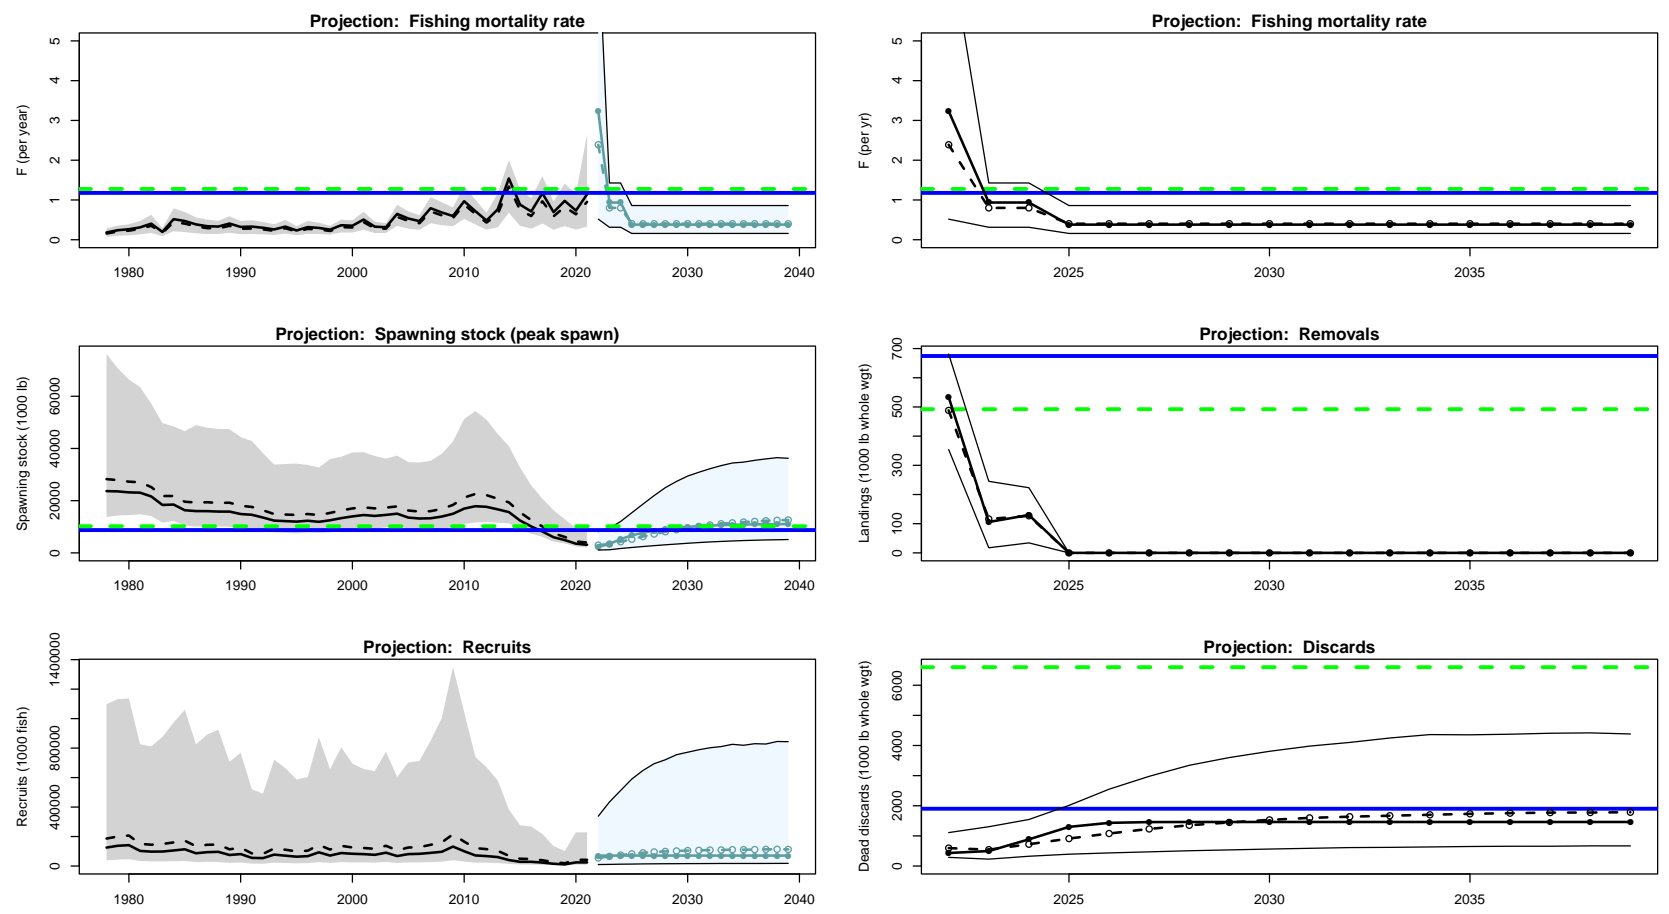 Projection:  Fishing mortality rate
F (per year)
0 1 2 3 4 5
1980 1990 2000 2010 2020 2030 2040
Projection:  Fishing mortality rate
F (per yr)
0 1 2 3 4 5
2025 2030 2035
Projection:  Spawning stock (peak spawn)
Spawning stock (1000 lb)
0 20000 40000 60000
1980 1990 2000 2010 2020 2030 2040
Projection:  Removals
Landings (1000 lb whole wgt)
0 100 300 500 700
2025 2030 2035
Projection:  Recruits
Recruits (1000 fish)
0 400000 800000 1400000
1980 1990 2000 2010 2020 2030 2040
Projection:  Discards
Dead discards (1000 lb whole wgt)
0 2000 4000 6000
2025 2030 2035